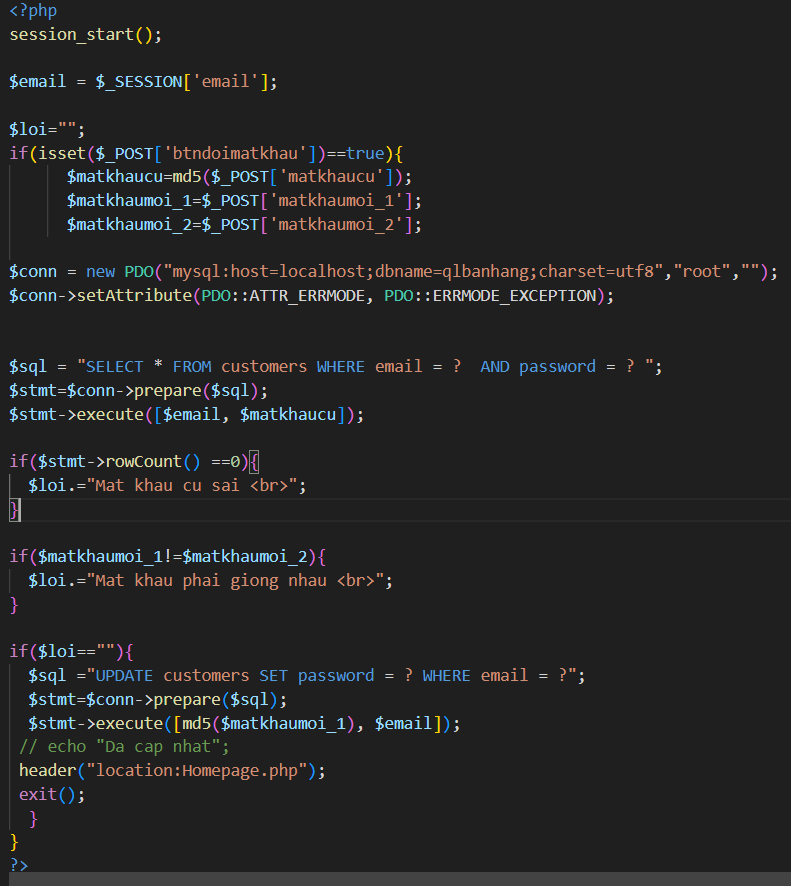 <?php
session_start();
$email = $_SESSION['email'];
$loi="";
if(isset($_POST['btndoimatkhau'])==true){
$matkhaucu=md5($_POST['matkhaucu']);
$matkhaumoi_1=$_POST['matkhaumoi_1'];
$matkhaumoi_2=$_POST['matkhaumoi_2'];
$conn = new PDO("mysql:host=localhost;dbname=qlbanhang;charset=utf8","root","");
$conn->setAttribute(PDO::ATTR_ERRMODE, PDO::ERRMODE_EXCEPTION);
$sql = "SELECT * FROM customers WHERE email = ?  AND password = ? ";
$stmt=$conn->prepare($sql);
$stmt->execute([$email, $matkhaucu]);
if($stmt->rowCount() ==0){
$loi.="Mat khau cu sai <br>";
}
if($matkhaumoi_1!=$matkhaumoi_2){
$loi.="Mat khau phai giong nhau <br>";
}
if($loi==""){
$sql ="UPDATE customers SET password = ? WHERE email = ?";
$stmt=$conn->prepare($sql);
$stmt->execute([md5($matkhaumoi_1), $email]);
// echo "Da cap nhat";
header("location:Homepage.php");
exit();
}
}
?>